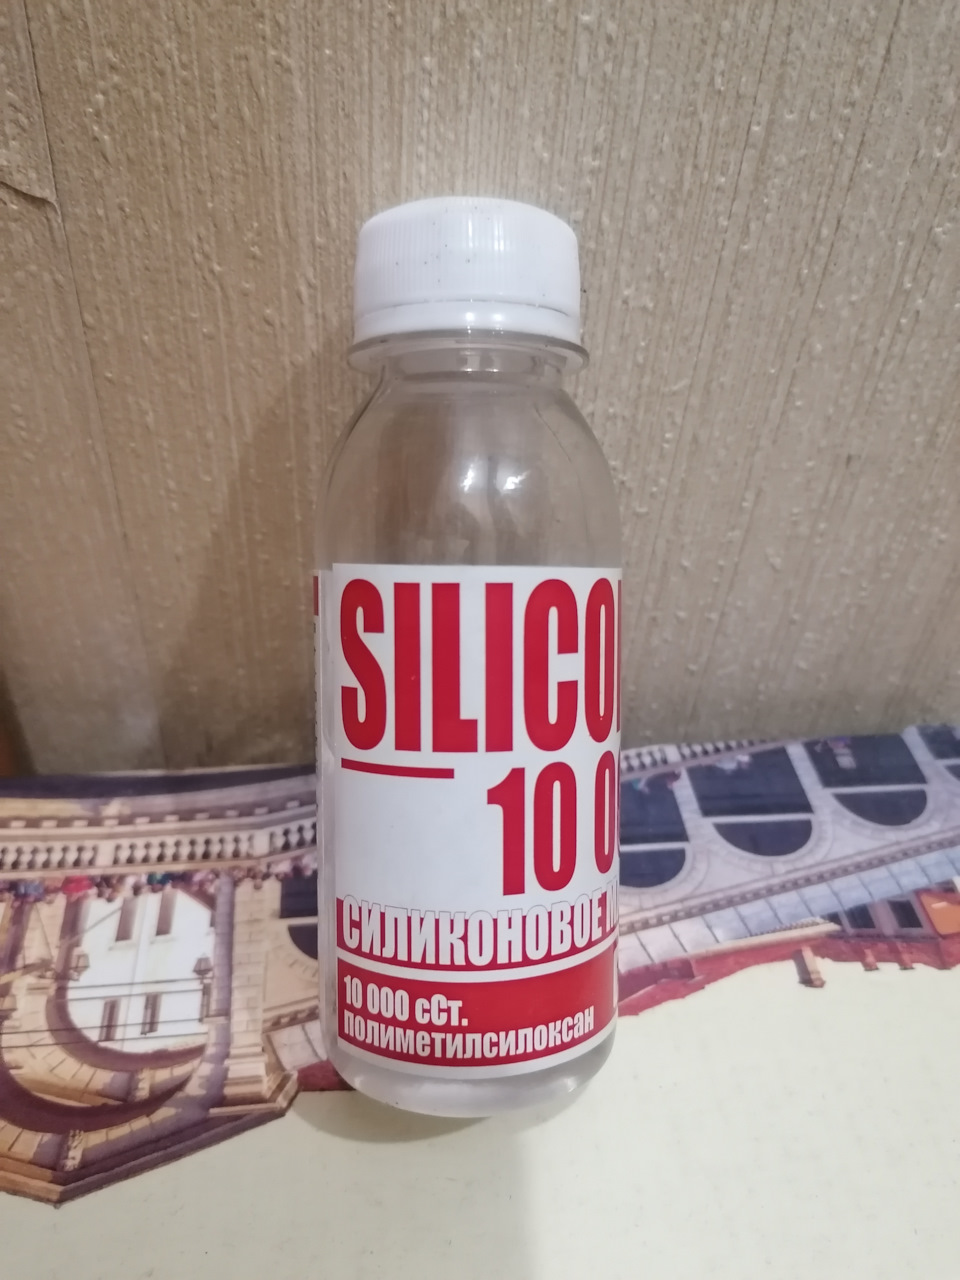 SILICO
10 0
СИЛИКОНОВОЕ
10 000 сСт.
полиметилсилоксан